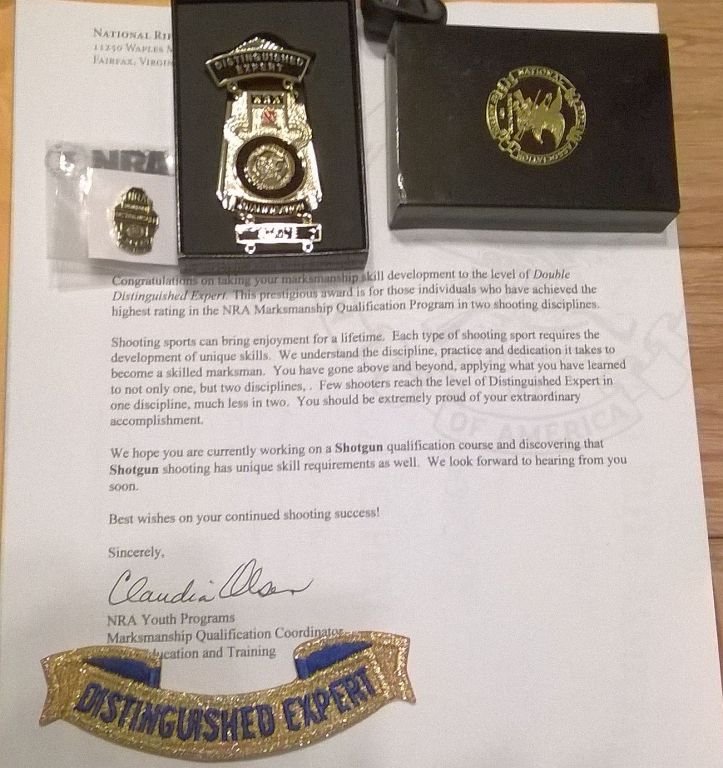 NATIONAL RIF
11250 WAPLES M
FAIRFAX, VIRGIN
DISTINGUISHED
EXPERT
NRA
NATIONAL
ASSOCIATION
NRA
Congratulations on taking your marksmanship skill development to the level of Double
Distinguished Expert. This prestigious award is for those individuals who have achieved the
highest rating in the NRA Marksmanship Qualification Program in two shooting disciplines.
Shooting sports can bring enjoyment for a lifetime. Each type of shooting sport requires the
development of unique skills. We understand the discipline, practice and dedication it takes to
become a skilled marksman. You have gone above and beyond, applying what you have learned
to not only one, but two disciplines, . Few shooters reach the level of Distinguished Expert in
one discipline, much less in two. You should be extremely proud of your extraordinary
accomplishment.
OF AMERICA
We hope you are currently working on a Shotgun qualification course and discovering that
Shotgun shooting has unique skill requirements as well. We look forward to hearing from you
soon.
Best wishes on your continued shooting success!
Sincerely,
Claudia Olsen
NRA Youth Programs
Marksmanship Qualification Coordinator
ucation and Training
DISTINGUISHED EXPERT